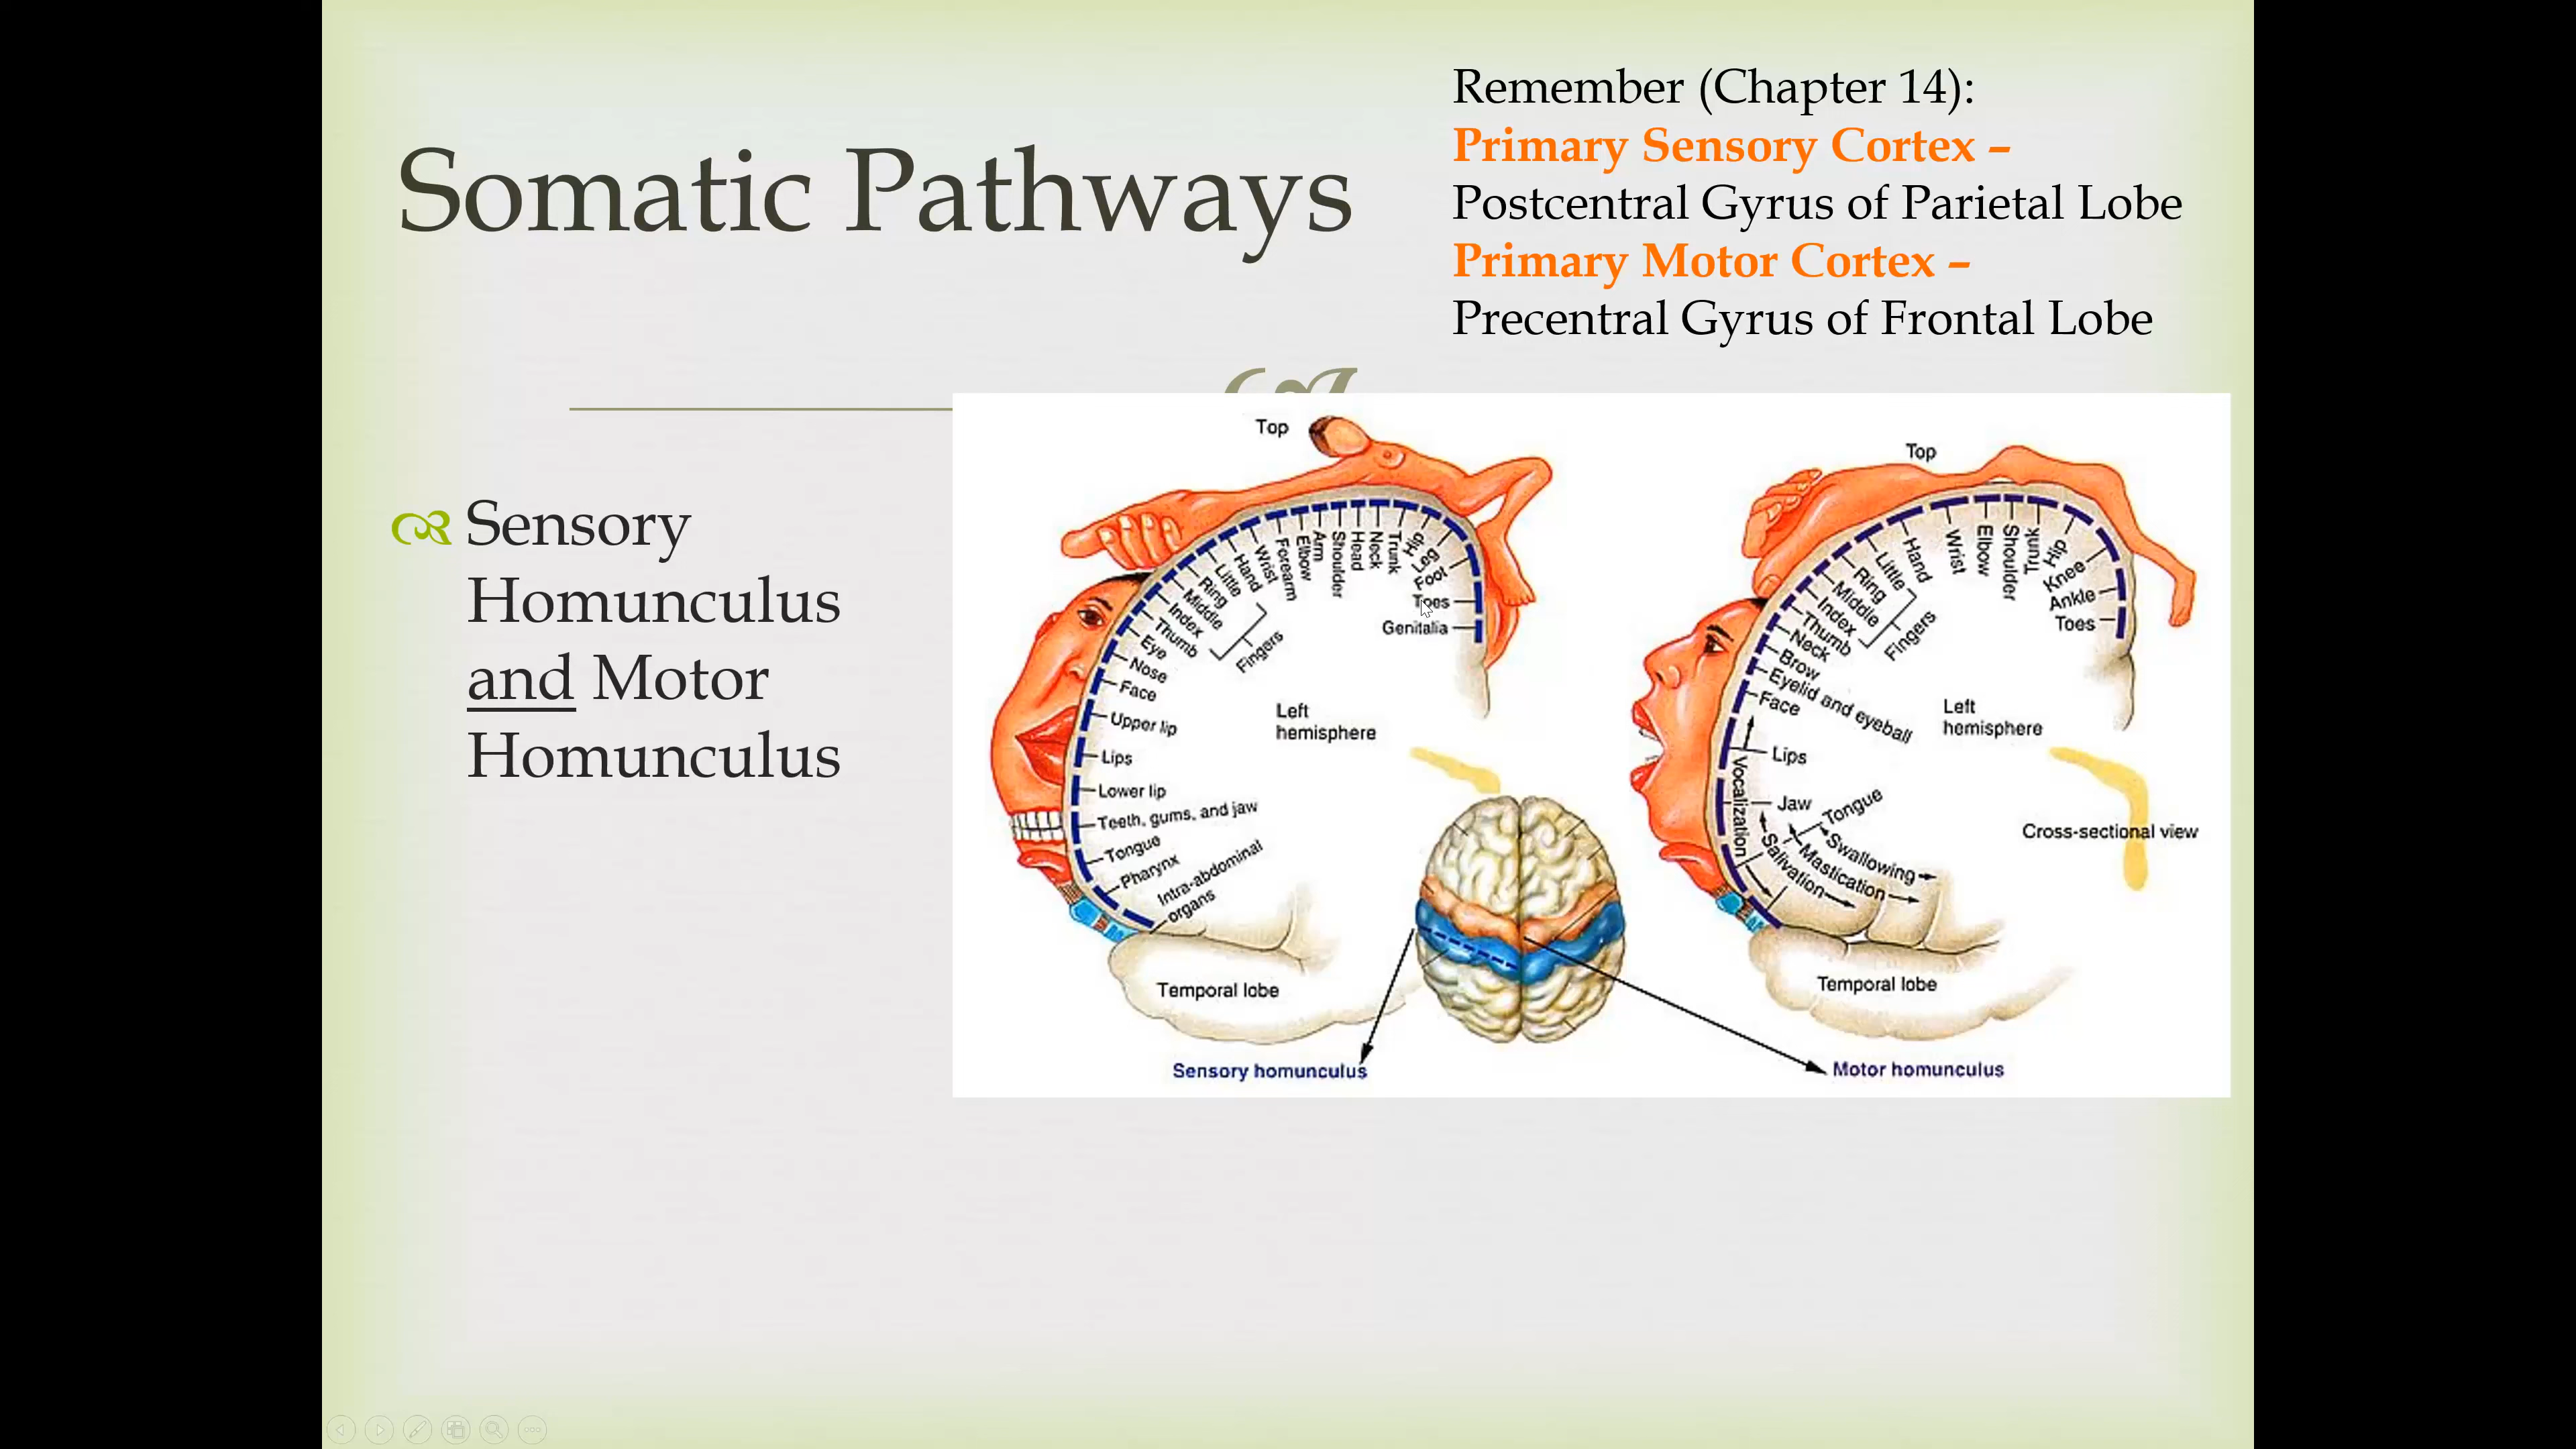 Somatic Pathways
Remember (Chapter 14):
Primary Sensory Cortex –
Postcentral Gyrus of Parietal Lobe
Primary Motor Cortex –
Precentral Gyrus of Frontal Lobe
Sensory
Homunculus
and Motor
Homunculus
Top
Genitalia
Toes
Foot
Leg
Hip
Trunk
Neck
Head
Shoulder
Arm
Elbow
Forearm
Wrist
Hand
Little
Ring
Middle
Index
Thumb
Fingers
Eye
Nose
Face
Upper lip
Lips
Lower lip
Teeth, gums, and jaw
Tongue
Pharynx
Intra-abdominal
organs
Left
hemisphere
Temporal lobe
Sensory homunculus
Top
Toes
Ankle
Knee
Hip
Trunk
Shoulder
Elbow
Wrist
Hand
Little
Ring
Middle
Index
Thumb
Fingers
Neck
Brow
Eyelid and eyeball
Face
Lips
Vocalization
Jaw
Tongue
Swallowing
Mastication
Salivation
Left
hemisphere
Cross-sectional view
Temporal lobe
Motor homunculus